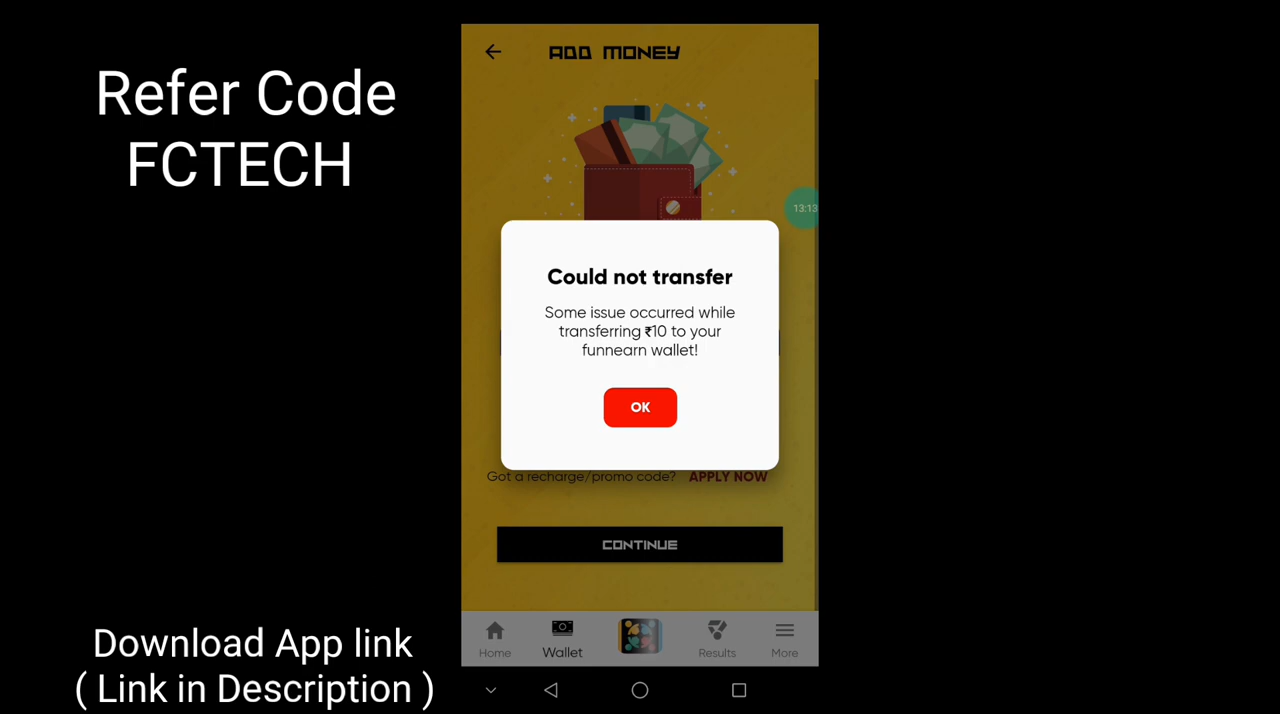 Refer Code
FCTECH
Download App link
( Link in Description )
ADD MONEY
13:13
Could not transfer
Some issue occurred while
transferring ₹10 to your
funnearn wallet!
OK
Got a recharge/promo code? APPLY NOW
CONTINUE
Home Wallet Results More